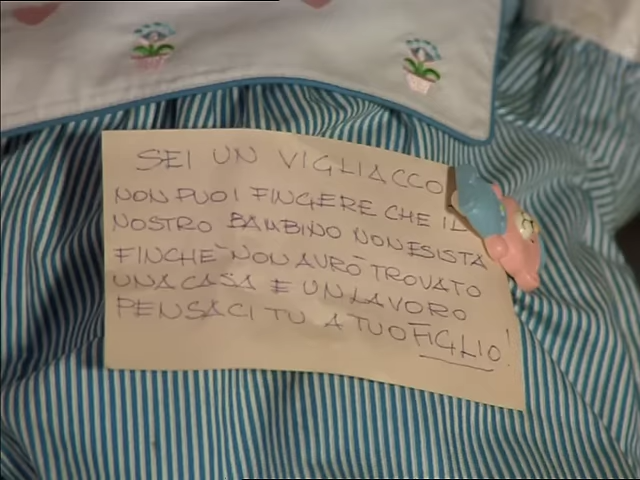 SEI UN VIGLIACCO
NON PUOI FINGERE CHE IL
NOSTRO BAMBINO NON ESISTA
FINCHÈ NON AVRÒ TROVATO
UNA CASA E UN LAVORO
PENSACI TU A TUO FIGLIO!